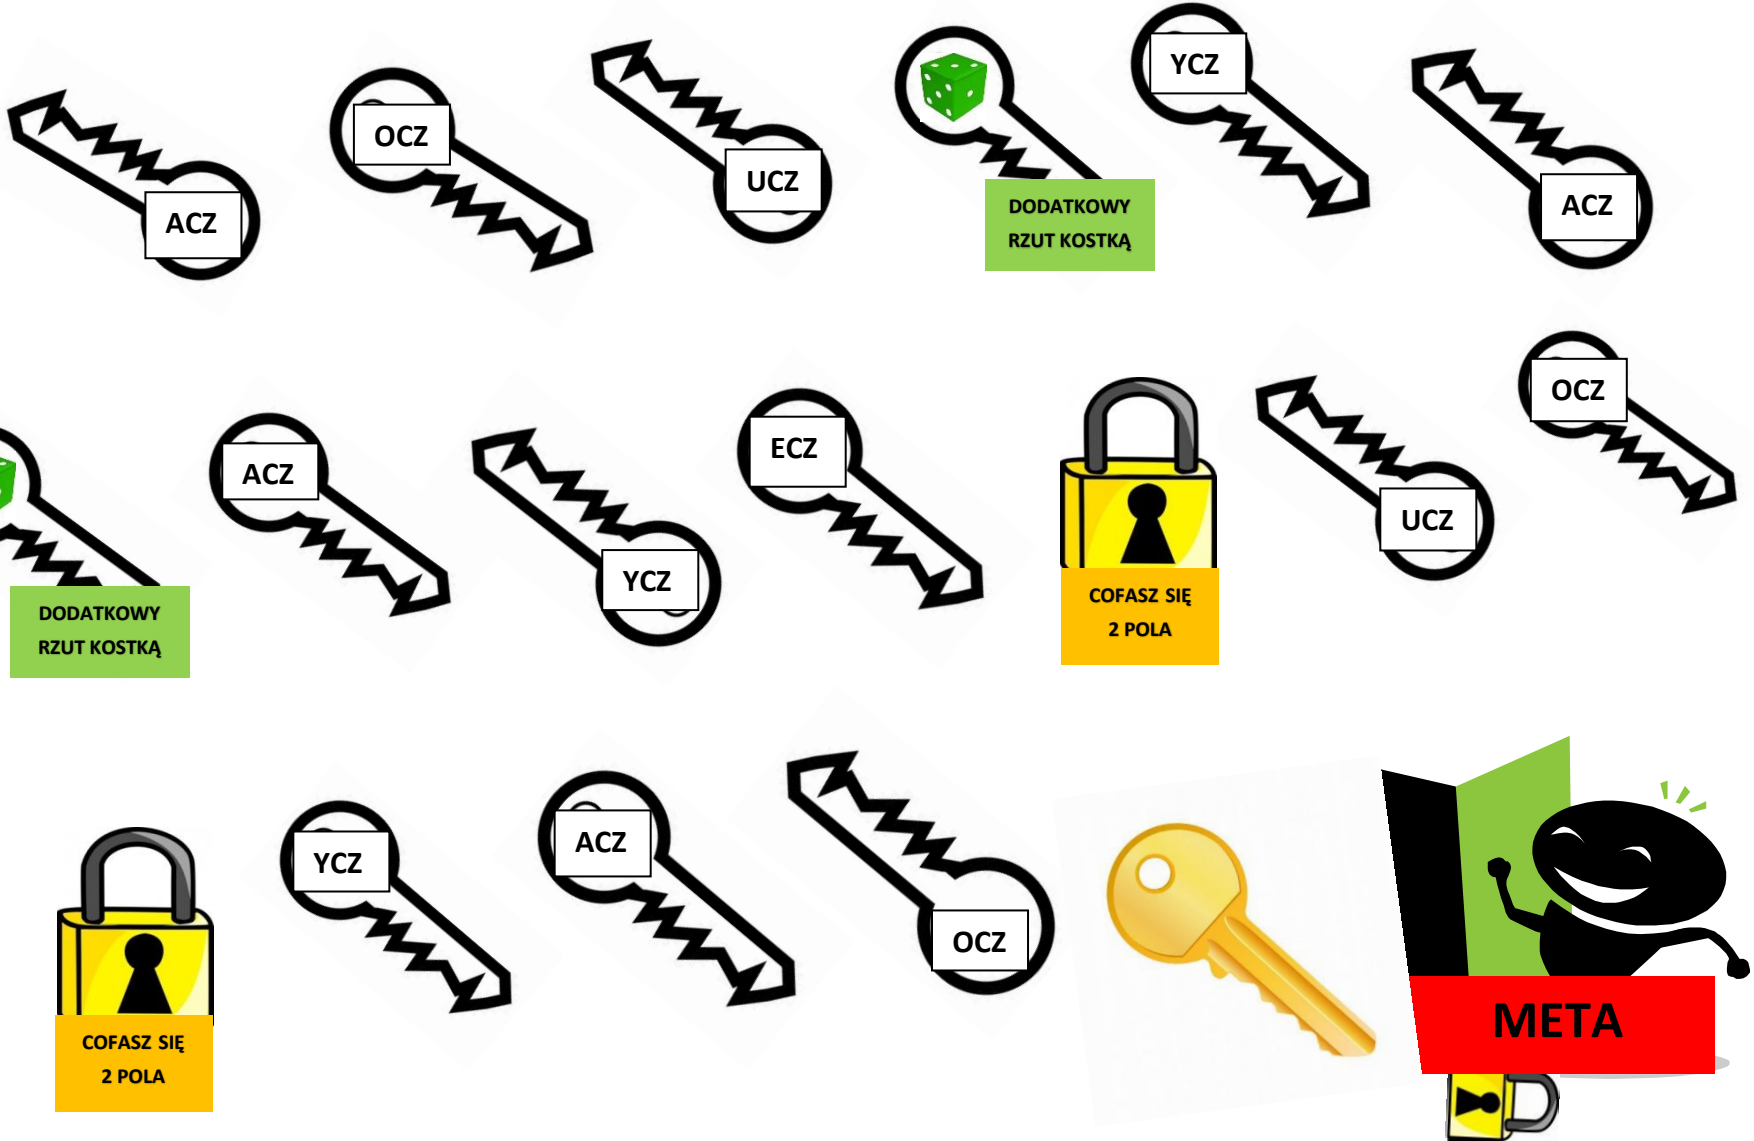 ACZ
OCZ
UCZ
DODATKOWY
RZUT KOSTKĄ
YCZ
ACZ
DODATKOWY
RZUT KOSTKĄ
ACZ
YCZ
ECZ
COFASZ SIĘ
2 POLA
UCZ
OCZ
COFASZ SIĘ
2 POLA
YCZ
ACZ
OCZ
META